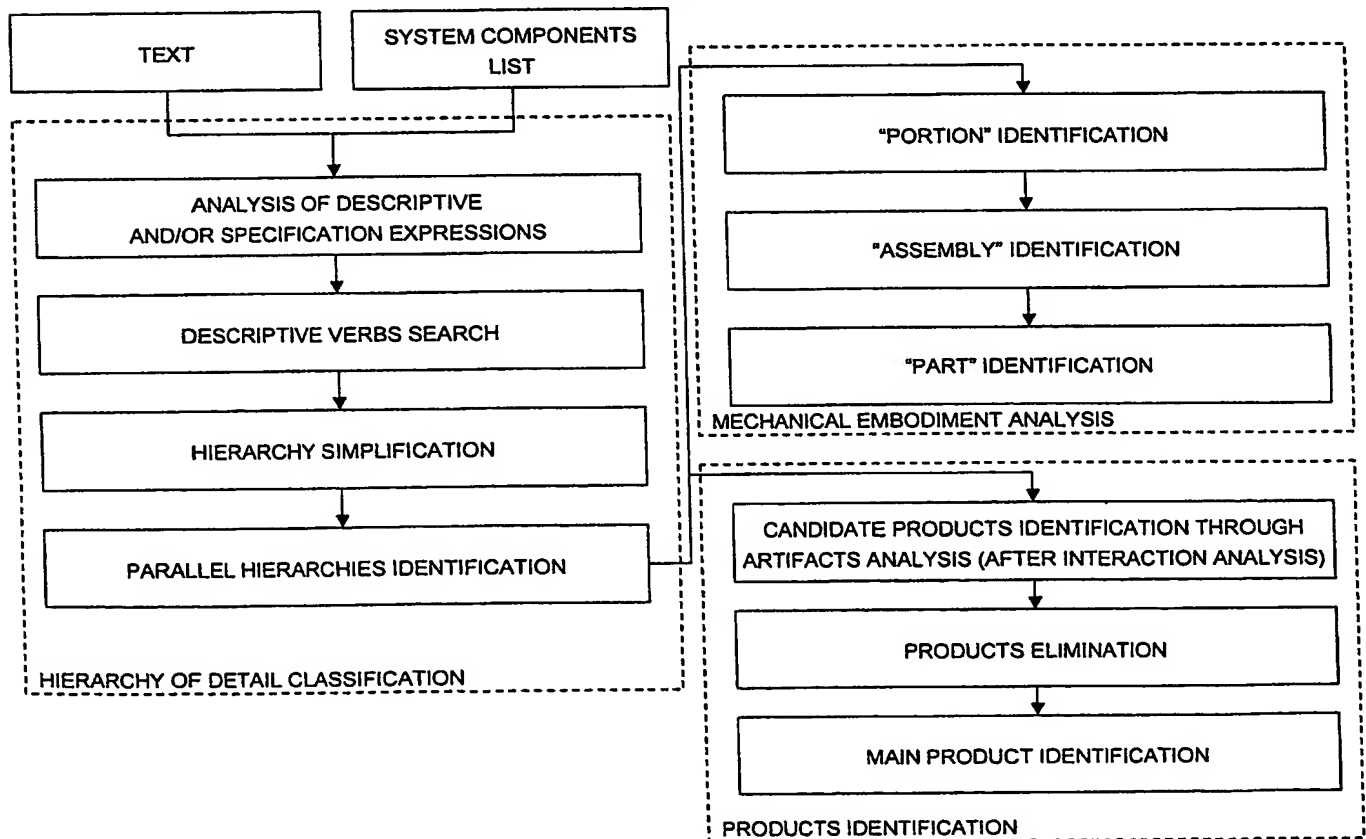 TEXT
SYSTEM COMPONENTS
LIST
ANALYSIS OF DESCRIPTIVE
AND/OR SPECIFICATION EXPRESSIONS
DESCRIPTIVE VERBS SEARCH
HIERARCHY SIMPLIFICATION
PARALLEL HIERARCHIES IDENTIFICATION
HIERARCHY OF DETAIL CLASSIFICATION
"PORTION" IDENTIFICATION
"ASSEMBLY" IDENTIFICATION
"PART" IDENTIFICATION
MECHANICAL EMBODIMENT ANALYSIS
CANDIDATE PRODUCTS IDENTIFICATION THROUGH
ARTIFACTS ANALYSIS (AFTER INTERACTION ANALYSIS)
PRODUCTS ELIMINATION
MAIN PRODUCT IDENTIFICATION
PRODUCTS IDENTIFICATION